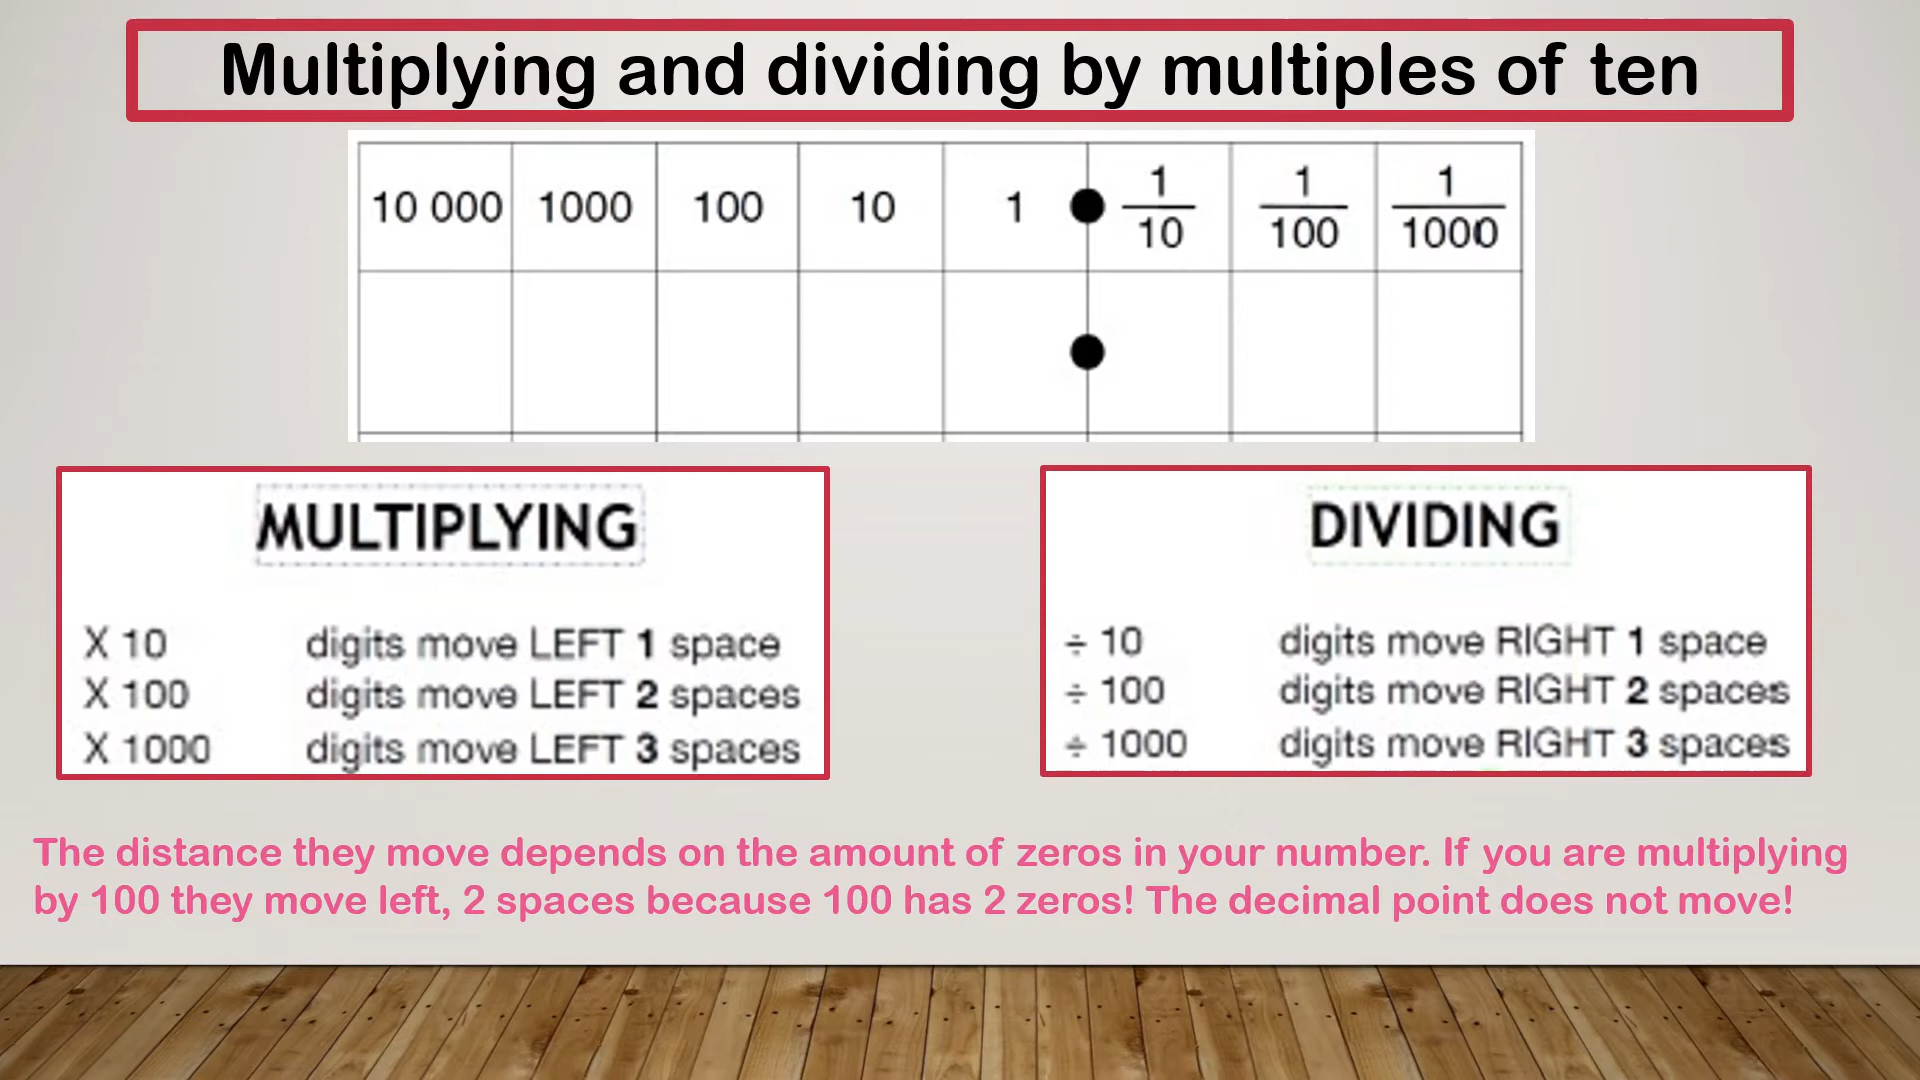 Multiplying and dividing by multiples of ten
10 000 1000 100 10 1 • 1/10 1/100 1/1000
•
MULTIPLYING
X 10 digits move LEFT 1 space
X 100 digits move LEFT 2 spaces
X 1000 digits move LEFT 3 spaces
DIVIDING
÷ 10 digits move RIGHT 1 space
÷ 100 digits move RIGHT 2 spaces
÷ 1000 digits move RIGHT 3 spaces
The distance they move depends on the amount of zeros in your number. If you are multiplying
by 100 they move left, 2 spaces because 100 has 2 zeros! The decimal point does not move!